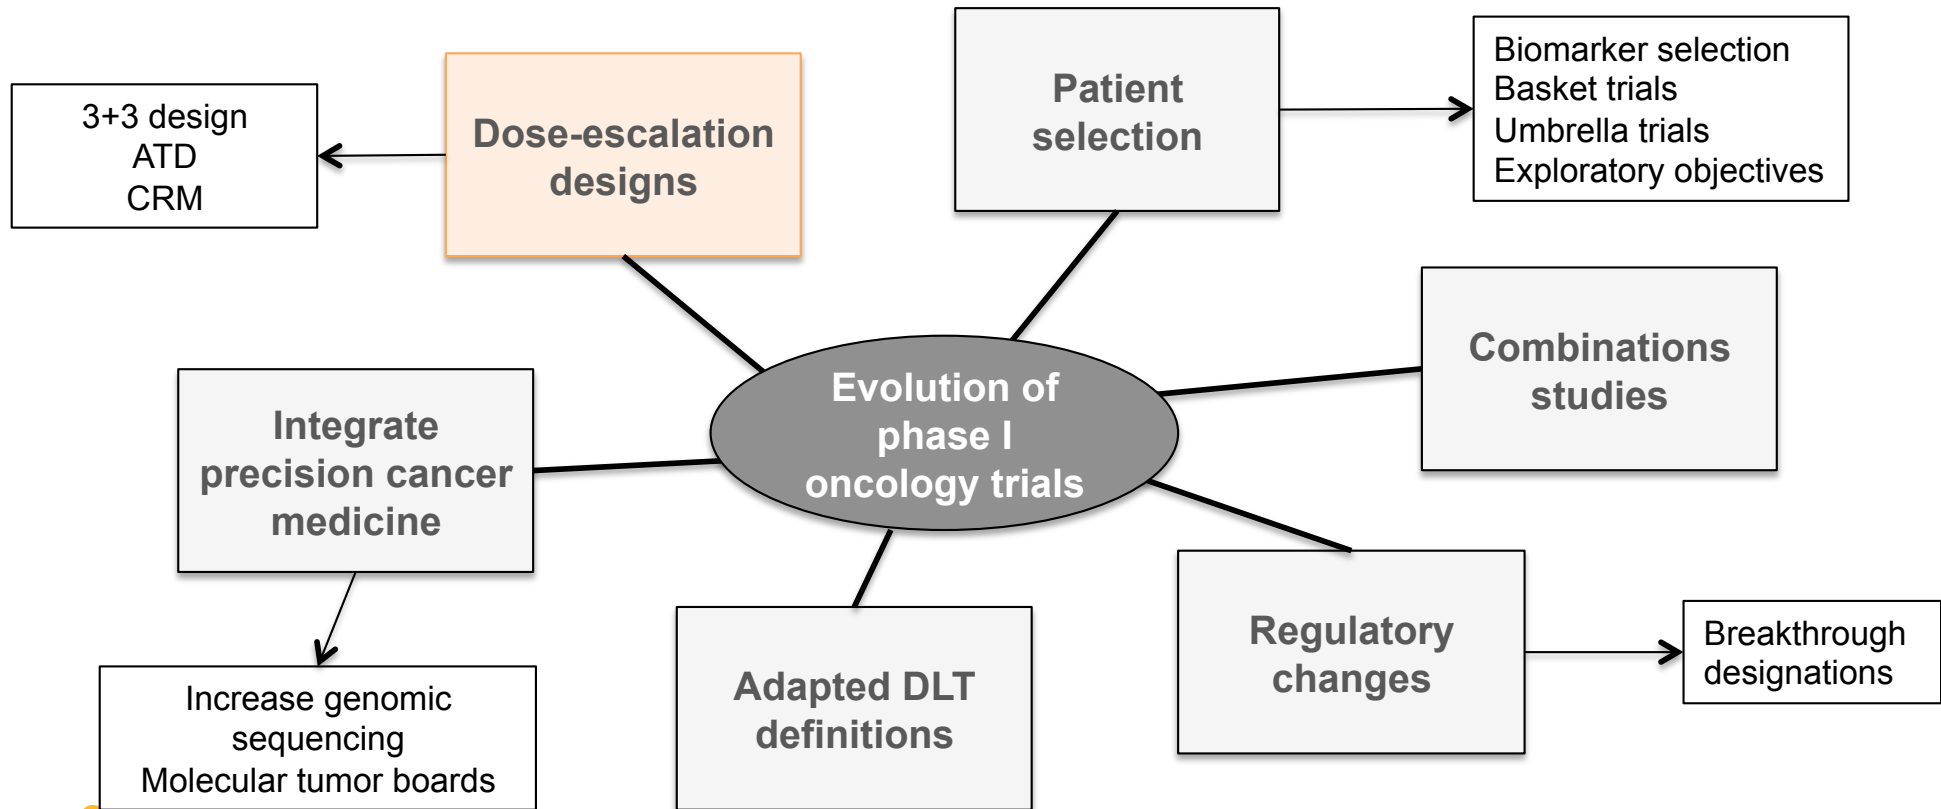 3+3 design
ATD
CRM
Dose-escalation
designs
Patient
selection
Biomarker selection
Basket trials
Umbrella trials
Exploratory objectives
Combinations
studies
Evolution of
phase I
oncology trials
Integrate
precision cancer
medicine
Increase genomic
sequencing
Molecular tumor boards
Adapted DLT
definitions
Regulatory
changes
Breakthrough
designations